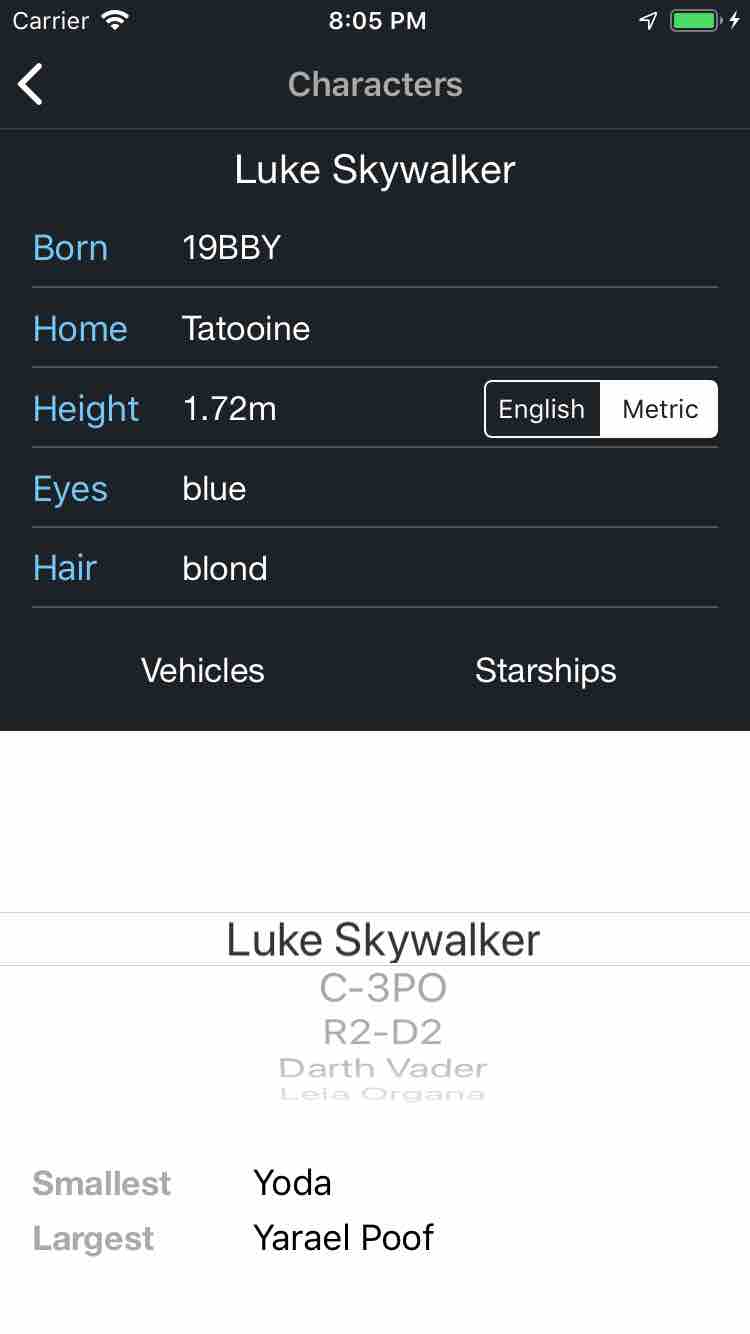 Carrier 8:05 PM
Characters
Luke Skywalker
Born 19BBY
Home Tatooine
Height 1.72m English Metric
Eyes blue
Hair blond
Vehicles Starships
Luke Skywalker
C-3PO
R2-D2
Darth Vader
Leia Organa
Smallest Yoda
Largest Yarael Poof